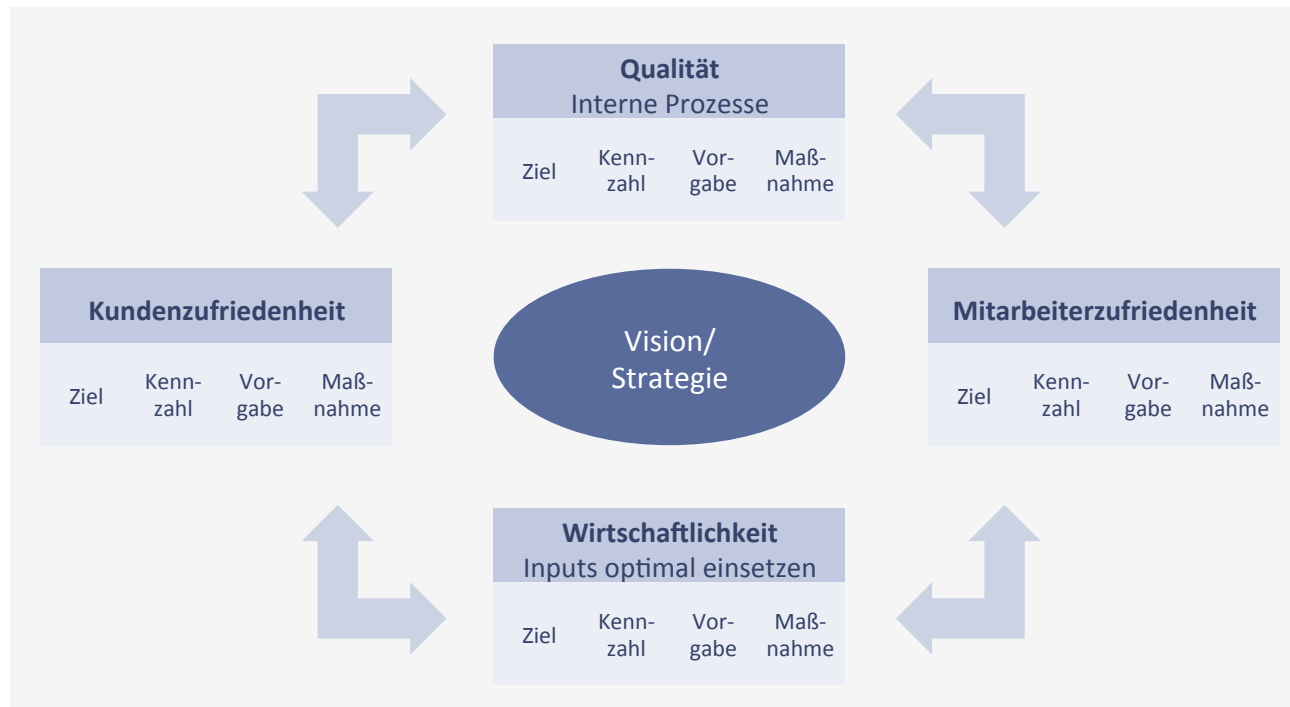 Qualität
Interne Prozesse
Ziel
Kenn-
zahl
Vor-
gabe
Maß-
nahme
Kundenzufriedenheit
Ziel
Kenn-
zahl
Vor-
gabe
Maß-
nahme
Vision/
Strategie
Mitarbeiterzufriedenheit
Ziel
Kenn-
zahl
Vor-
gabe
Maß-
nahme
Wirtschaftlichkeit
Inputs optimal einsetzen
Ziel
Kenn-
zahl
Vor-
gabe
Maß-
nahme